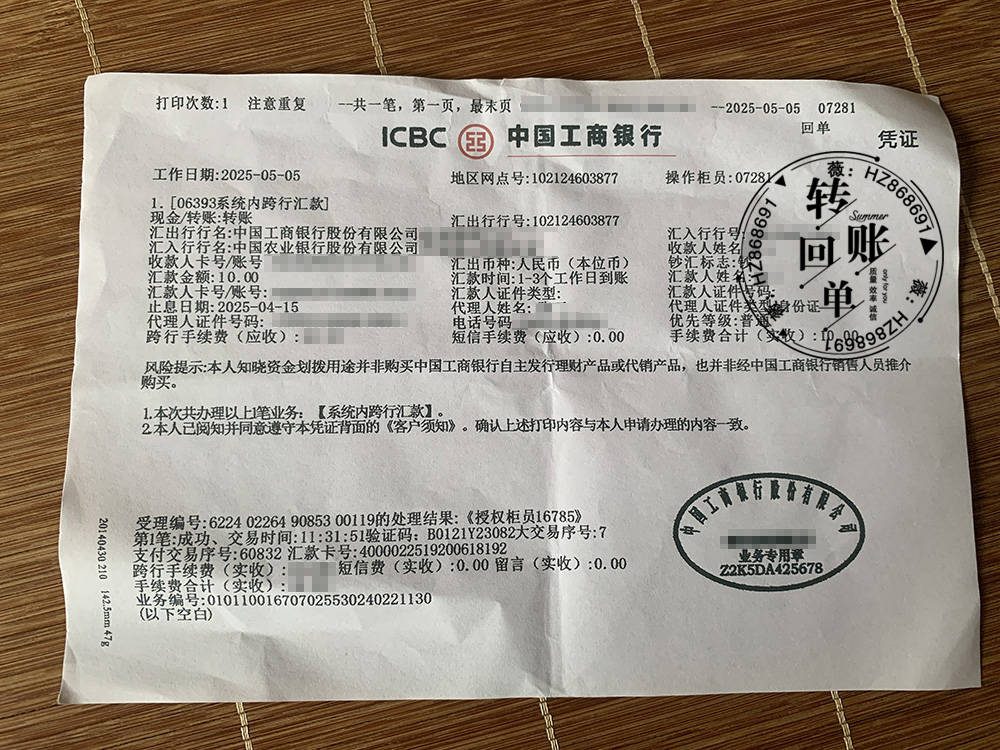 打印次数:1 注意重复 --共一笔, 第一页, 最末页 --2025-05-05 07281
回单
ICBC 中国工商银行 凭证
工作日期:2025-05-05 地区网点号:102124603877 操作柜员:07281
1. [06393系统内跨行汇款]
现金/转账:转账 汇出行行号:102124603877 汇入行行号:
汇出行行名:中国工商银行股份有限公司 收款人姓名
汇入行行名:中国农业银行股份有限公司
收款人卡号/账号 汇出币种:人民币(本位币) 钞汇标志:
汇款金额:10.00 汇款时间:1-3个工作日到账 汇款人姓名
汇款人卡号/账号: 汇款人证件类型: 汇款人证件号码:
止息日期:2025-04-15 代理人姓名: 代理人证件类型:身份证
代理人证件号码: 电话号码 优先等级:普通
跨行手续费(应收): 短信手续费(应收):0.00 手续费合计(实收):10.00
风险提示:本人知晓资金划拨用途并非购买中国工商银行自主发行理财产品或代销产品,也并非经中国工商银行销售人员推介
购买。
1.本次共办理以上1笔业务:【系统内跨行汇款】。
2.本人已阅知并同意遵守本凭证背面的《客户须知》。确认上述打印内容与本人申请办理的内容一致。
受理编号:6224 02264 90853 00119的处理结果:《授权柜员16785》
第1笔:成功、交易时间:11:31:51验证码: B0121Y23082大交易序号:7
支付交易序号:60832 汇款卡号:4000022519200618192
跨行手续费(实收): 短信费(实收):0.00 留言(实收):0.00
手续费合计(实收):
业务编号:010110016707025530240221130
(以下空白)
20140430 210 142.5mm 47g
中国工商银行股份有限公司
业务专用章
Z2K5DA425678
薇: HZ868691
转账
回单
Summer
only for you
质量 效率 诚信
薇: HZ868691
薇: HZ868691